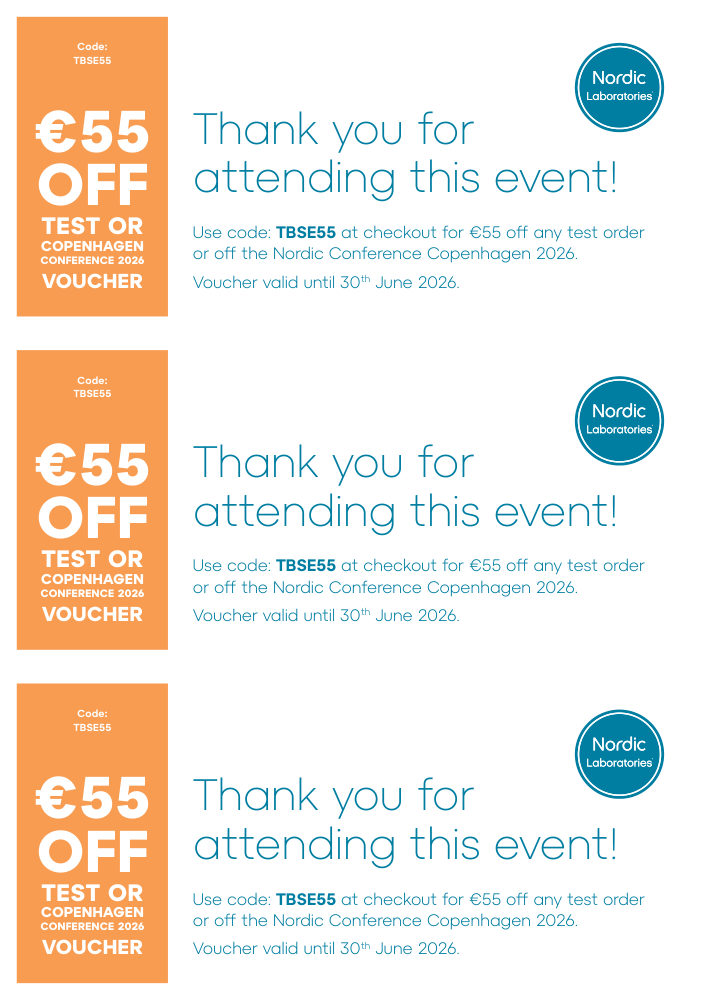 Code:
TBSE55
€55
OFF
TEST OR
COPENHAGEN
CONFERENCE 2026
VOUCHER
Nordic
Laboratories
Thank you for
attending this event!
Use code: TBSE55 at checkout for €55 off any test order
or off the Nordic Conference Copenhagen 2026.
Voucher valid until 30th June 2026.
Code:
TBSE55
€55
OFF
TEST OR
COPENHAGEN
CONFERENCE 2026
VOUCHER
Nordic
Laboratories
Thank you for
attending this event!
Use code: TBSE55 at checkout for €55 off any test order
or off the Nordic Conference Copenhagen 2026.
Voucher valid until 30th June 2026.
Code:
TBSE55
€55
OFF
TEST OR
COPENHAGEN
CONFERENCE 2026
VOUCHER
Nordic
Laboratories
Thank you for
attending this event!
Use code: TBSE55 at checkout for €55 off any test order
or off the Nordic Conference Copenhagen 2026.
Voucher valid until 30th June 2026.